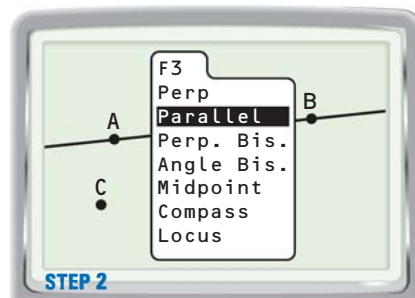 F3
Perp
Parallel
Perp. Bis.
Angle Bis.
Midpoint
Compass
Locus
A
B
C
STEP 2